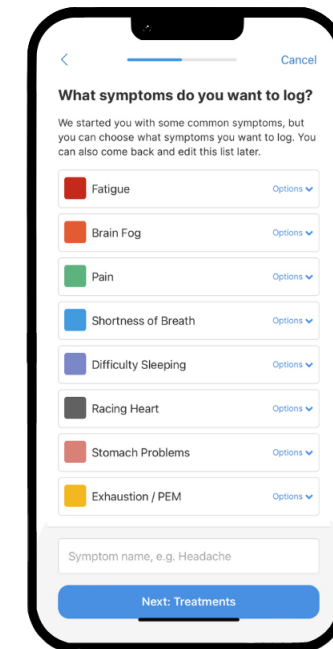 Cancel
What symptoms do you want to log?
We started you with some common symptoms, but
you can choose what symptoms you want to log. You
can also come back and edit this list later.
Fatigue Options
Brain Fog Options
Pain Options
Shortness of Breath Options
Difficulty Sleeping Options
Racing Heart Options
Stomach Problems Options
Exhaustion / PEM Options
Symptom name, e.g. Headache
Next: Treatments